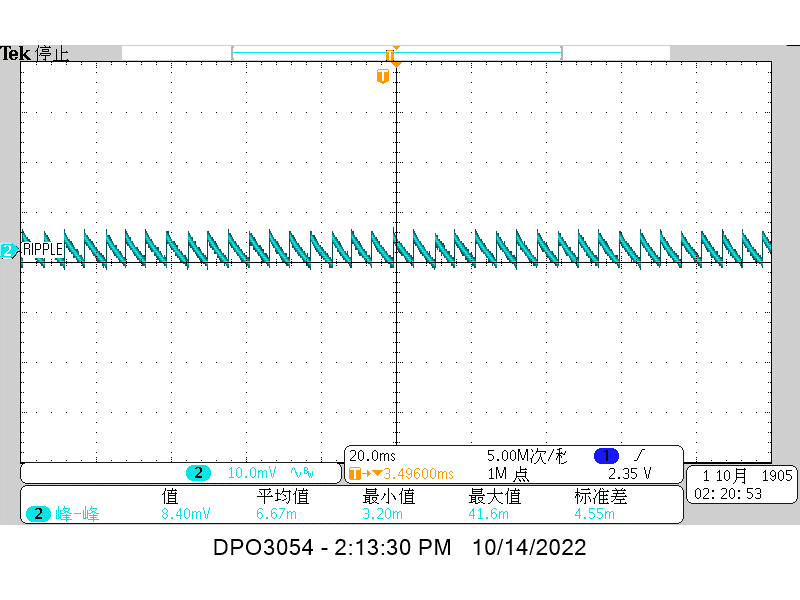 Tek 停止
T
T
2 RIPPLE
20.0ms 5.00M次/秒 1
2 10.0mV BW T→▼3.49600ms 1M 点 2.35 V
1 10月 1905
02:20:53
值 平均值 最小值 最大值 标准差
2 峰-峰 8.40mV 6.67m 3.20m 41.6m 4.55m
DPO3054 - 2:13:30 PM 10/14/2022